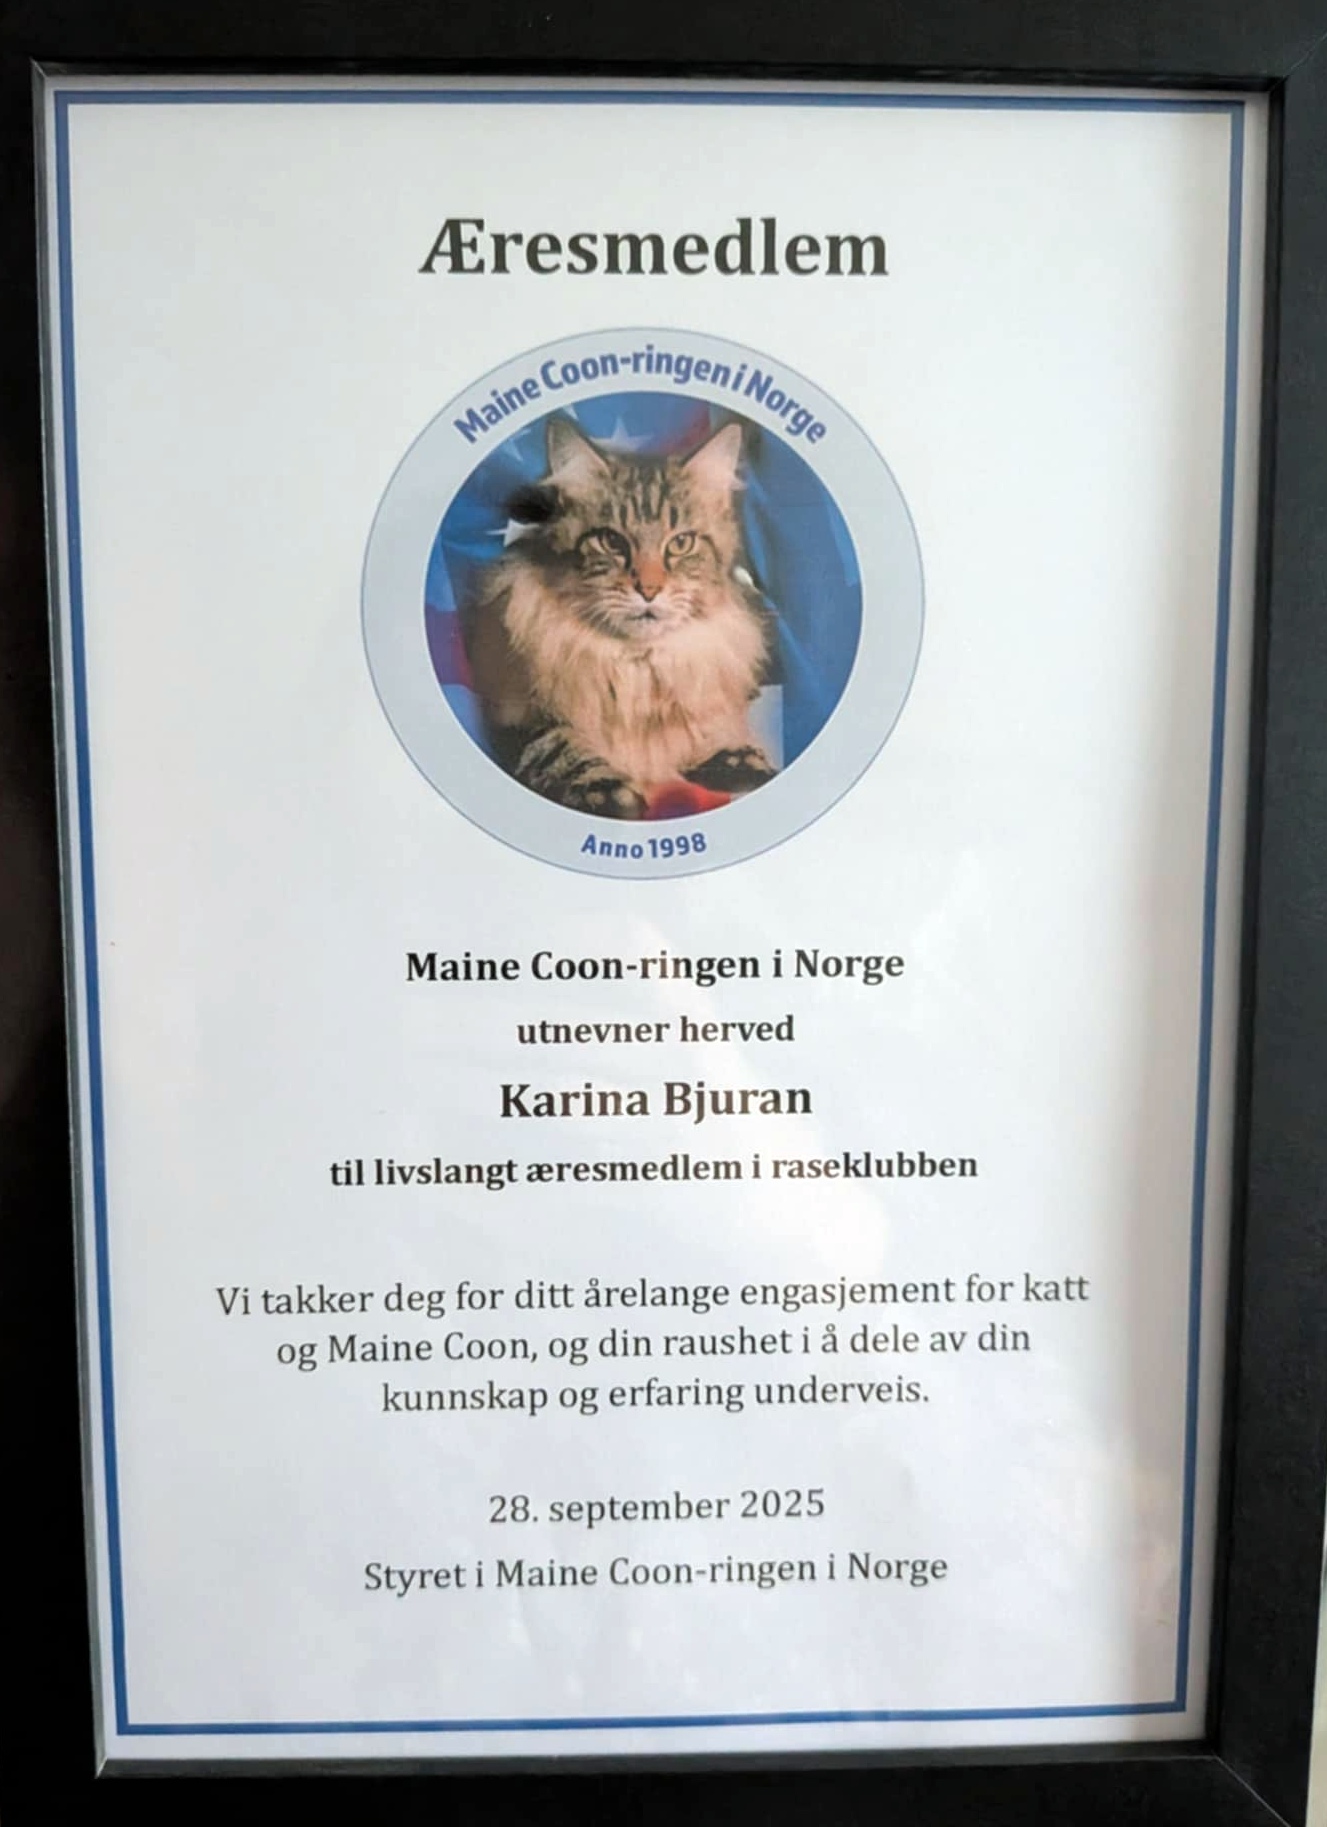 Æresmedlem
Maine Coon-ringen i Norge
Anno 1998
Maine Coon-ringen i Norge
utnevner herved
Karina Bjuran
til livslangt æresmedlem i raseklubben
Vi takker deg for ditt årelange engasjement for katt
og Maine Coon, og din raushet i å dele av din
kunnskap og erfaring underveis.
28. september 2025
Styret i Maine Coon-ringen i Norge